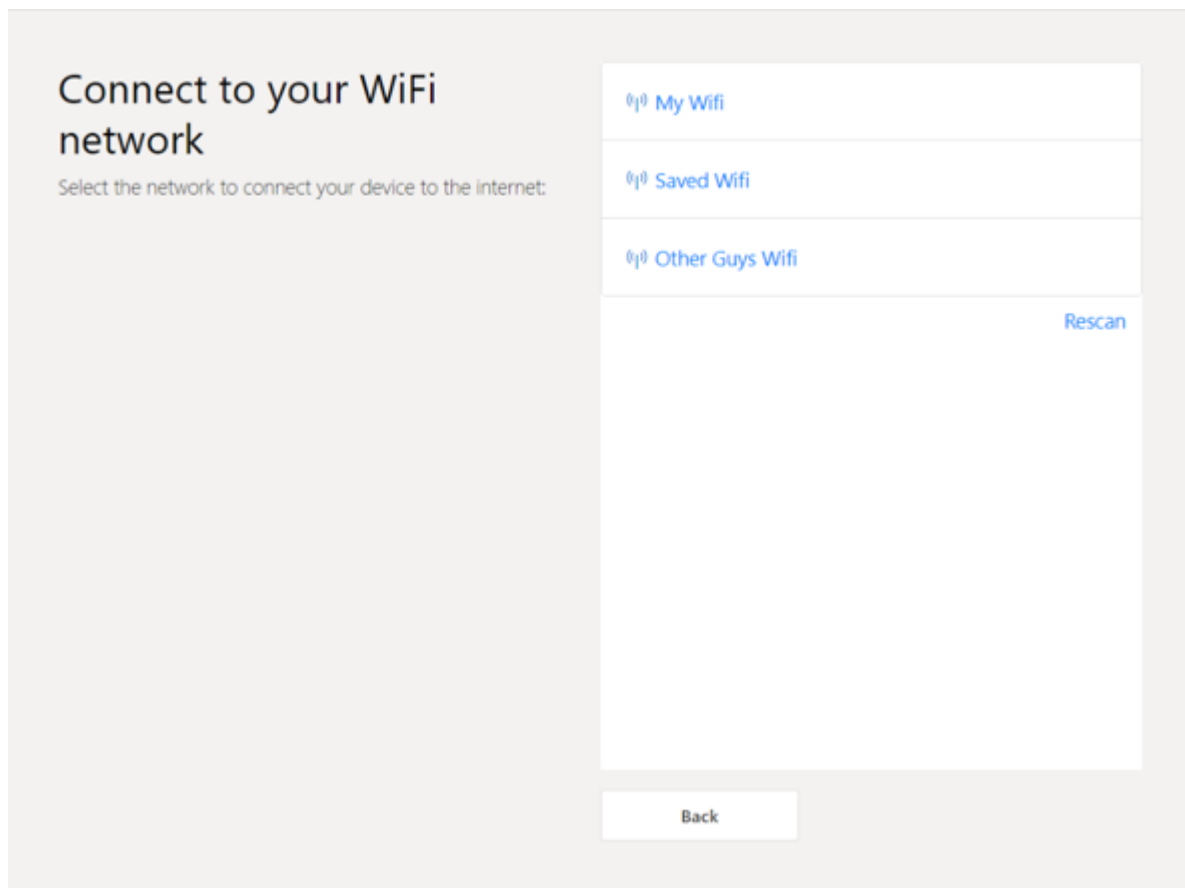 Connect to your WiFi
network
Select the network to connect your device to the internet:
My Wifi
Saved Wifi
Other Guys Wifi
Rescan
Back